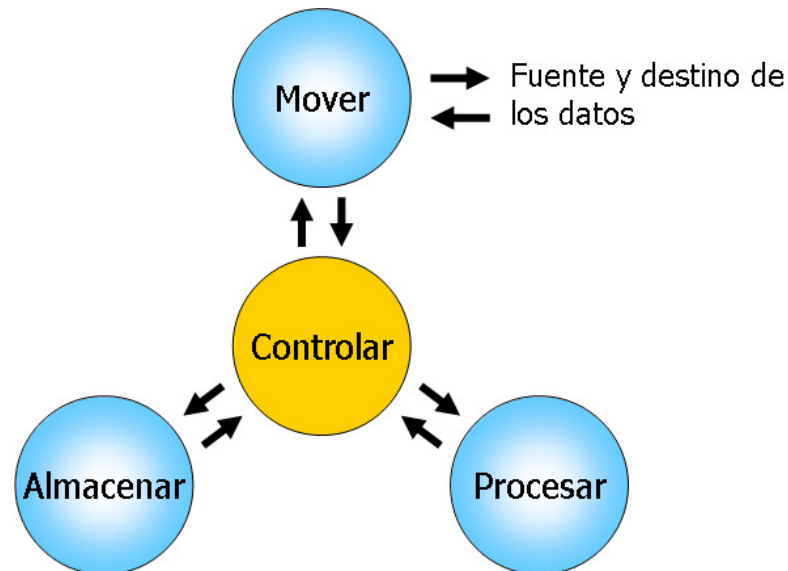 Mover
Fuente y destino de
los datos
Controlar
Almacenar
Procesar